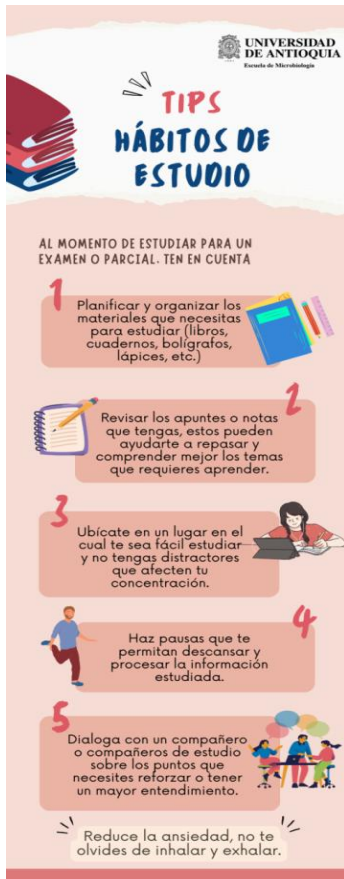 UNIVERSIDAD
DE ANTIOQUIA
Escuela de Microbiología
TIPS
HÁBITOS DE
ESTUDIO
AL MOMENTO DE ESTUDIAR PARA UN
EXAMEN O PARCIAL, TEN EN CUENTA
1
Planificar y organizar los
materiales que necesitas
para estudiar (libros,
cuadernos, bolígrafos,
lápices, etc.)
2
Revisar los apuntes o notas
que tengas, estos pueden
ayudarte a repasar y
comprender mejor los temas
que requieres aprender.
3
Ubícate en un lugar en el
cual te sea fácil estudiar
y no tengas distractores
que afecten tu
concentración.
4
Haz pausas que te
permitan descansar y
procesar la información
estudiada.
5
Dialoga con un compañero
o compañeros de estudio
sobre los puntos que
necesites reforzar o tener
un mayor entendimiento.
Reduce la ansiedad, no te
olvides de inhalar y exhalar.